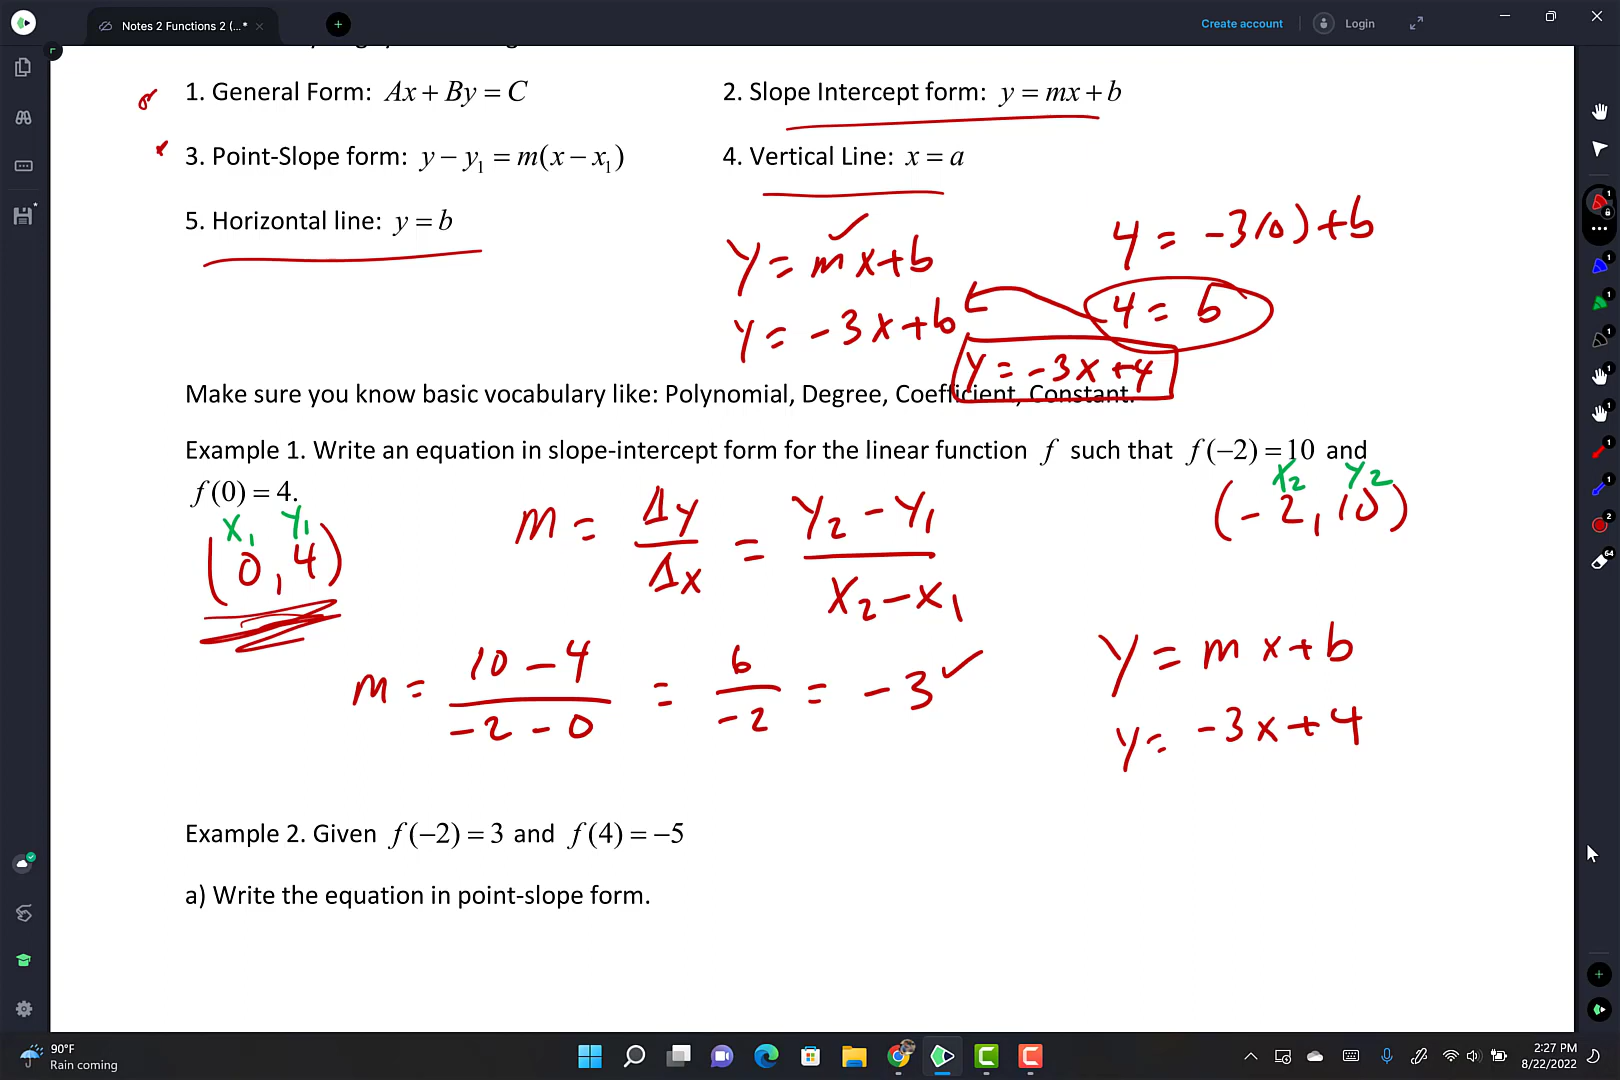 Notes 2 Functions 2 (...*
Create account
Login
1. General Form: Ax + By = C
2. Slope Intercept form: y = mx + b
3. Point-Slope form: y − y₁ = m(x − x₁)
4. Vertical Line: x = a
5. Horizontal line: y = b
y = mx+b
4 = -3(0)+b
y = -3x+b
4 = b
y = -3x+4
Make sure you know basic vocabulary like: Polynomial, Degree, Coefficient, Constant.
Example 1. Write an equation in slope-intercept form for the linear function f such that f(−2) = 10 and
f(0) = 4.
x₁ y₁
(0, 4)
m = Δy/Δx = y₂ - y₁/x₂ - x₁
x₂ y₂
(-2, 10)
m = 10 - 4/-2 - 0 = 6/-2 = -3
y = mx+b
y = -3x+4
Example 2. Given f(−2) = 3 and f(4) = −5
a) Write the equation in point-slope form.
90°F
Rain coming
2:27 PM
8/22/2022